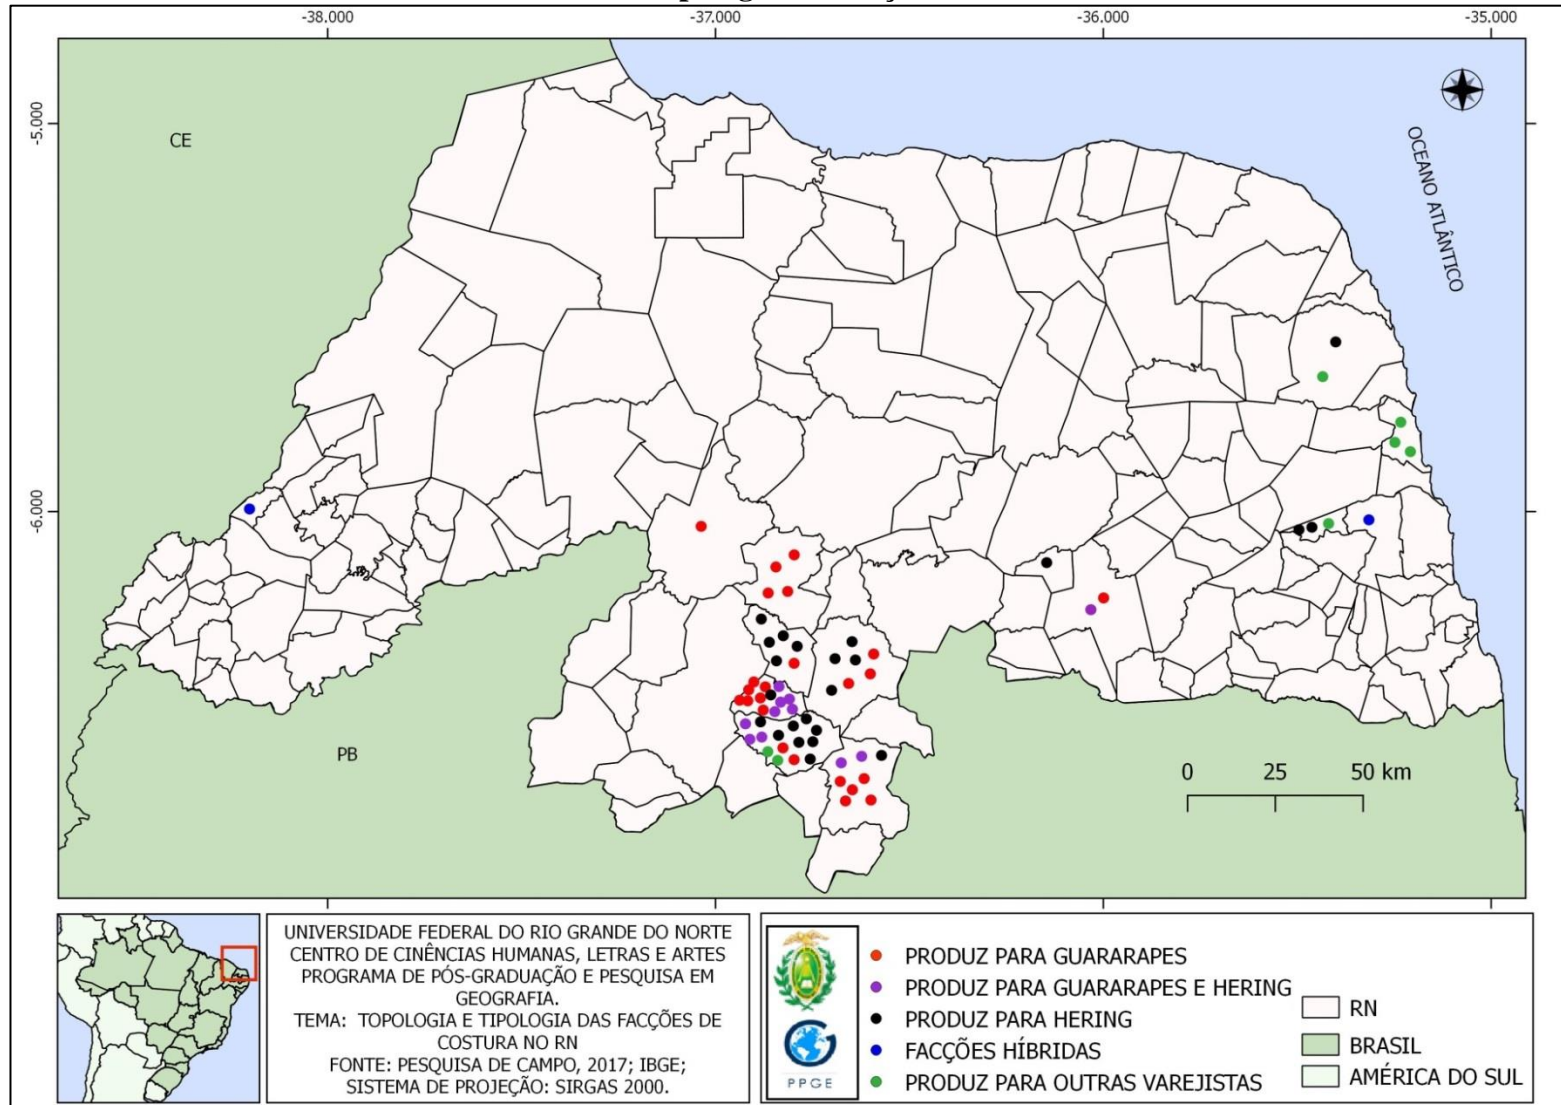 -38.000
-37.000
-36.000
-35.000
-5.000
-6.000
CE
OCEANO ATLÂNTICO
PB
0 25 50 km
UNIVERSIDADE FEDERAL DO RIO GRANDE DO NORTE
CENTRO DE CINÊNCIAS HUMANAS, LETRAS E ARTES
PROGRAMA DE PÓS-GRADUAÇÃO E PESQUISA EM
GEOGRAFIA.
TEMA: TOPOLOGIA E TIPOLOGIA DAS FACÇÕES DE
COSTURA NO RN
FONTE: PESQUISA DE CAMPO, 2017; IBGE;
SISTEMA DE PROJEÇÃO: SIRGAS 2000.
PPGE
PRODUZ PARA GUARARAPES
PRODUZ PARA GUARARAPES E HERING
PRODUZ PARA HERING
FACÇÕES HÍBRIDAS
PRODUZ PARA OUTRAS VAREJISTAS
RN
BRASIL
AMÉRICA DO SUL